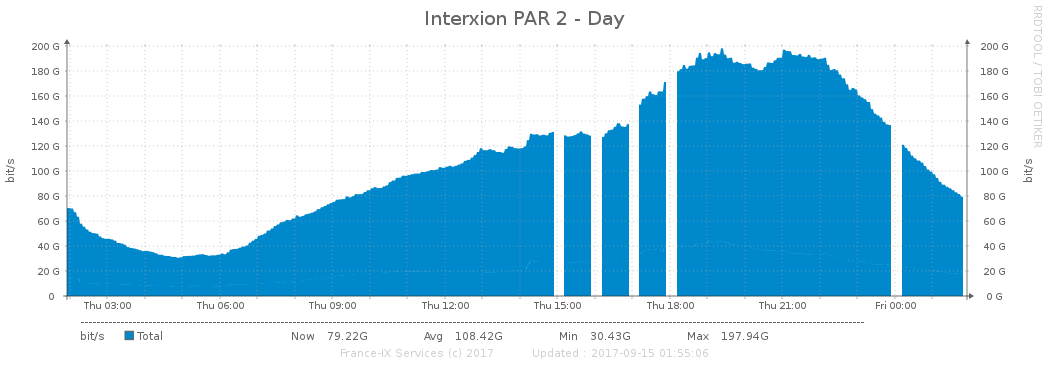 Interxion PAR 2 - Day
RRDTOOL / TOBI OETIKER
bit/s
bit/s
200 G 200 G
180 G 180 G
160 G 160 G
140 G 140 G
120 G 120 G
100 G 100 G
80 G 80 G
60 G 60 G
40 G 40 G
20 G 20 G
0 0 G
Thu 03:00 Thu 06:00 Thu 09:00 Thu 12:00 Thu 15:00 Thu 18:00 Thu 21:00 Fri 00:00
bit/s Total Now 79.22G Avg 108.42G Min 30.43G Max 197.94G
France-IX Services (c) 2017 Updated : 2017-09-15 01:55:06